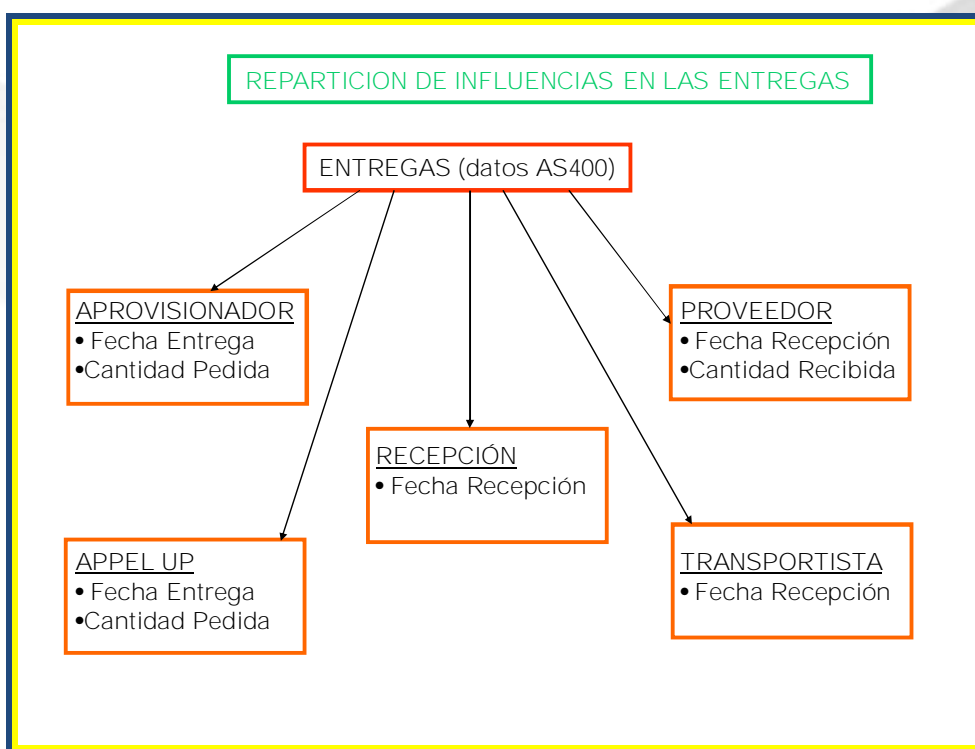 REPARTICION DE INFLUENCIAS EN LAS ENTREGAS
ENTREGAS (datos AS400)
APROVISIONADOR
• Fecha Entrega
•Cantidad Pedida
PROVEEDOR
• Fecha Recepción
•Cantidad Recibida
RECEPCIÓN
• Fecha Recepción
APPEL UP
• Fecha Entrega
•Cantidad Pedida
TRANSPORTISTA
• Fecha Recepción